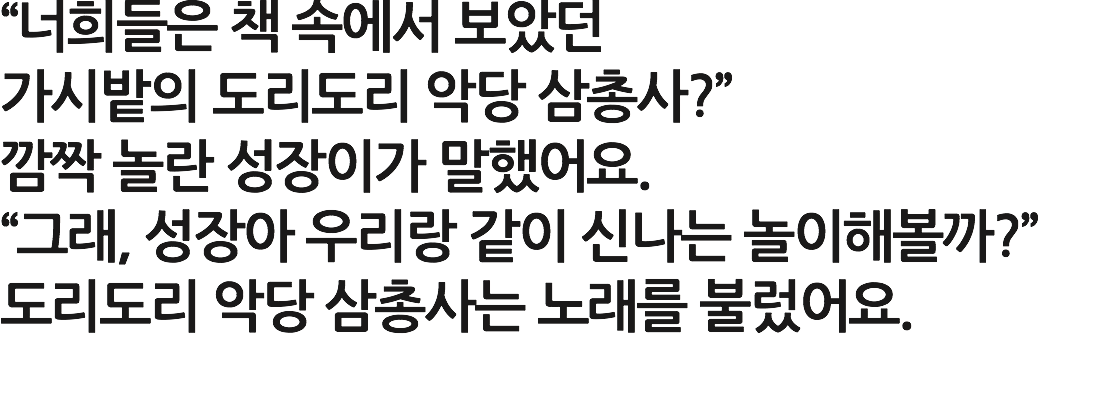 “너희들은 책 속에서 보았던
가시밭의 도리도리 악당 삼총사?”
깜짝 놀란 성장이가 말했어요.
“그래, 성장아 우리랑 같이 신나는 놀이해볼까?”
도리도리 악당 삼총사는 노래를 불렀어요.